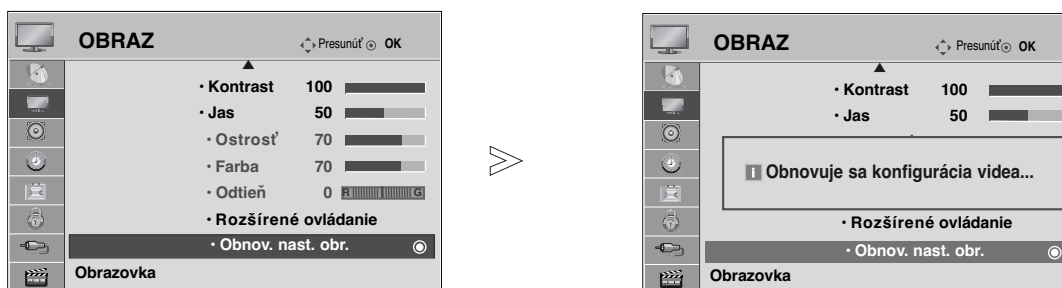 OBRAZ Presunúť OK
• Kontrast 100
• Jas 50
• Ostrosť 70
• Farba 70
• Odtieň 0 R G
• Rozšírené ovládanie
• Obnov. nast. obr.
Obrazovka
OBRAZ Presunúť OK
• Kontrast 100
• Jas 50
i Obnovuje sa konfigurácia videa...
• Rozšírené ovládanie
• Obnov. nast. obr.
Obrazovka